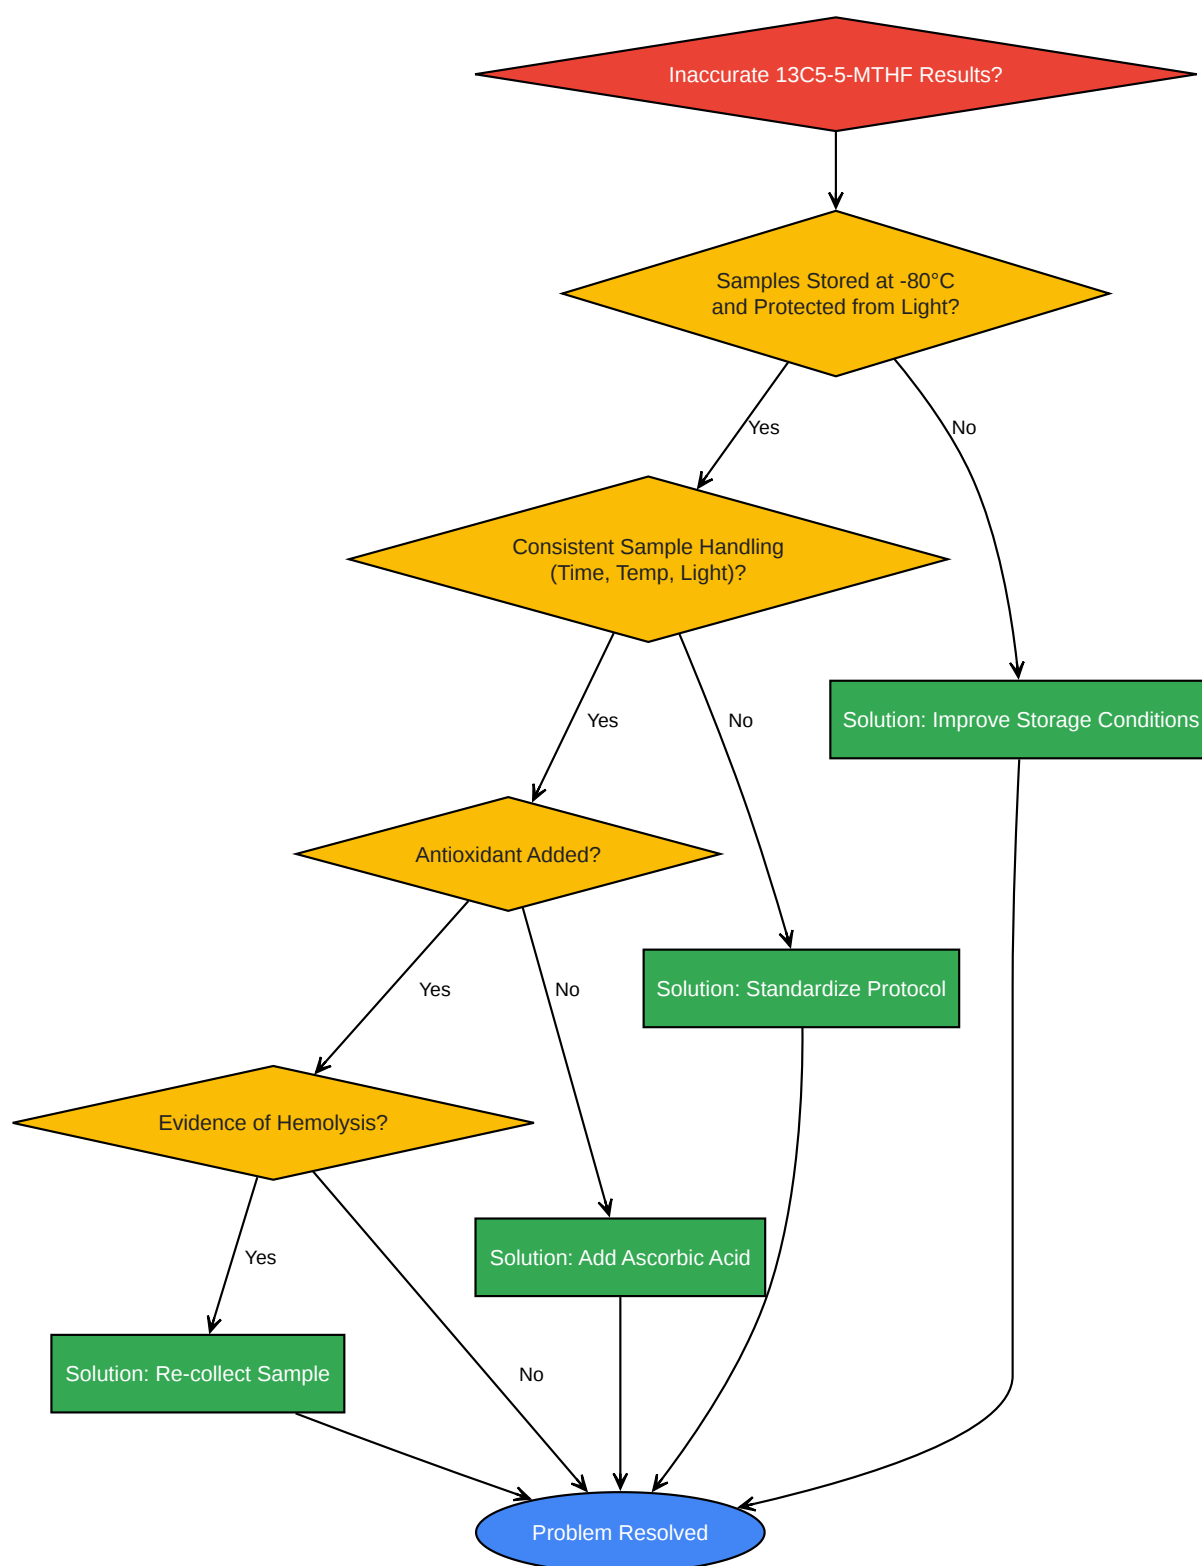 Inaccurate 13C5-5-MTHF Results?
Samples Stored at -80°C
and Protected from Light?
Yes
No
Consistent Sample Handling
(Time, Temp, Light)?
Yes
No
Solution: Improve Storage Conditions
Antioxidant Added?
Yes
No
Solution: Standardize Protocol
Evidence of Hemolysis?
Yes
Solution: Add Ascorbic Acid
Solution: Re-collect Sample
No
Problem Resolved